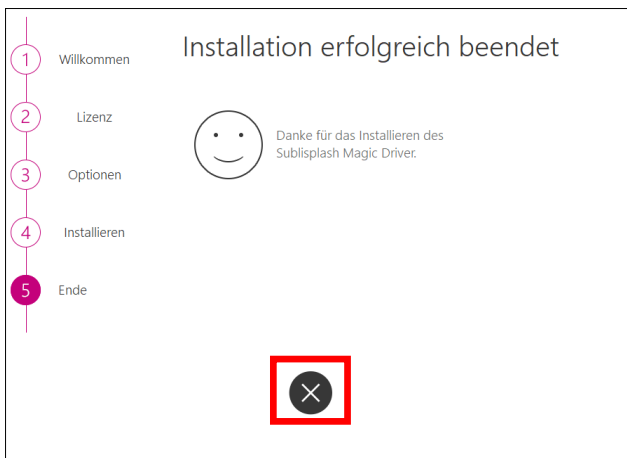 Installation erfolgreich beendet
1 Willkommen
2 Lizenz
3 Optionen
4 Installieren
5 Ende
Danke für das Installieren des
Sublisplash Magic Driver.